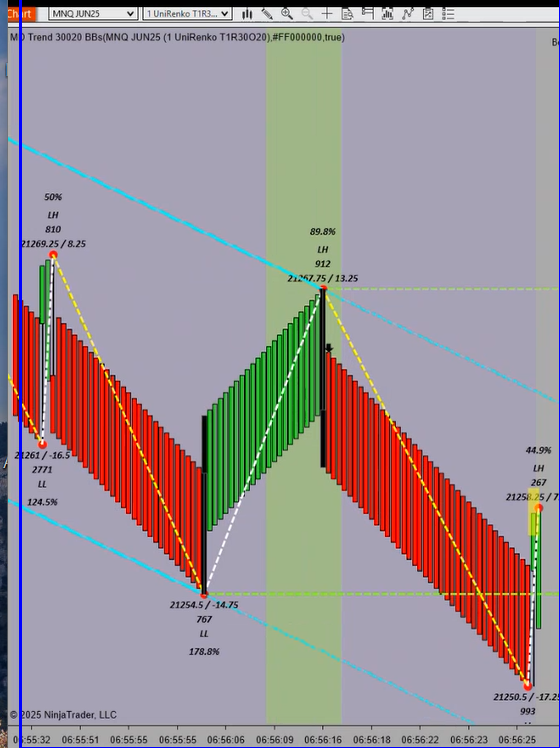 Chart MNQ JUN25 1 UniRenko T1R3...
MO Trend 30020 BBs(MNQ JUN25 (1 UniRenko T1R30O20),#FF000000,true)
50%
LH
810
21269.25 / 8.25
89.8%
LH
912
21267.75 / 13.25
21261 / -16.5
2771
LL
124.5%
44.9%
LH
267
21258.25 / 7
21254.5 / -14.75
767
LL
178.8%
21250.5 / -17.25
993
© 2025 NinjaTrader, LLC
06:55:32 06:55:51 06:55:55 06:55:55 06:56:06 06:56:09 06:56:16 06:56:18 06:56:22 06:56:23 06:56:25